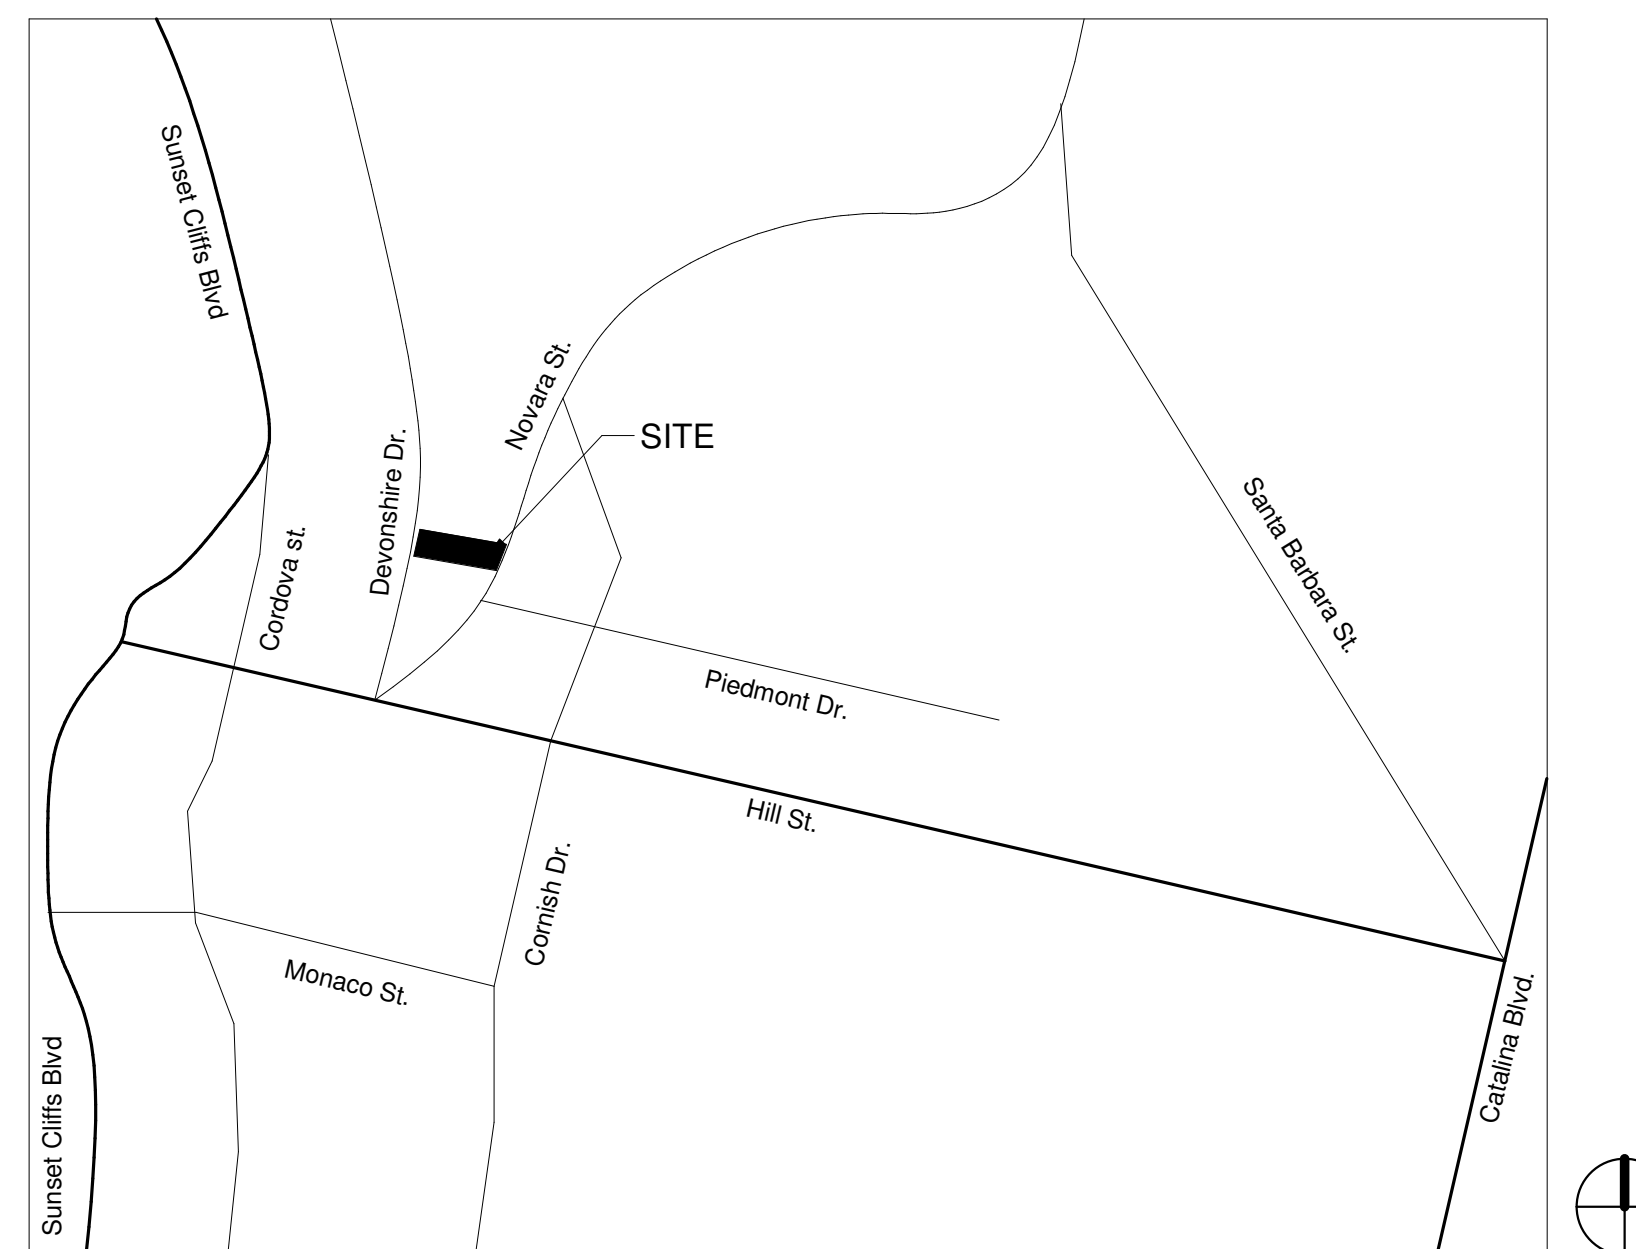 Sunset Cliffs Blvd
Novara St.
SITE
Devonshire Dr.
Cordova st.
Santa Barbara St.
Piedmont Dr.
Hill St.
Cornish Dr.
Monaco St.
Catalina Blvd.
Sunset Cliffs Blvd